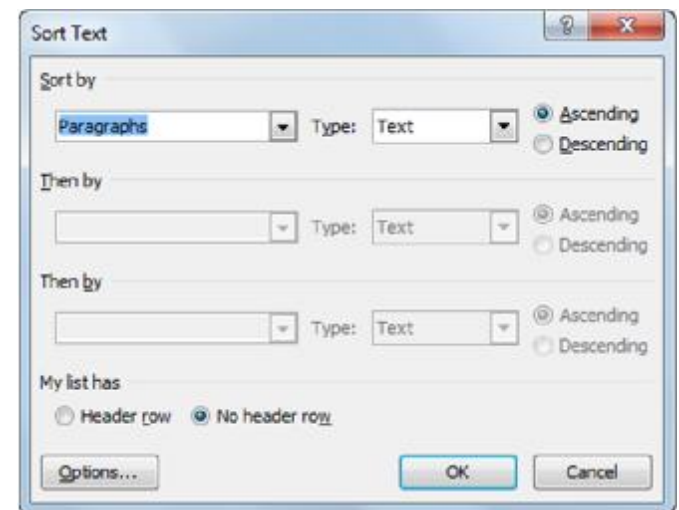 Sort Text
Sort by
Paragraphs Type: Text Ascending
Descending
Then by
Type: Text Ascending
Descending
Then by
Type: Text Ascending
Descending
My list has
Header row No header row
Options... OK Cancel